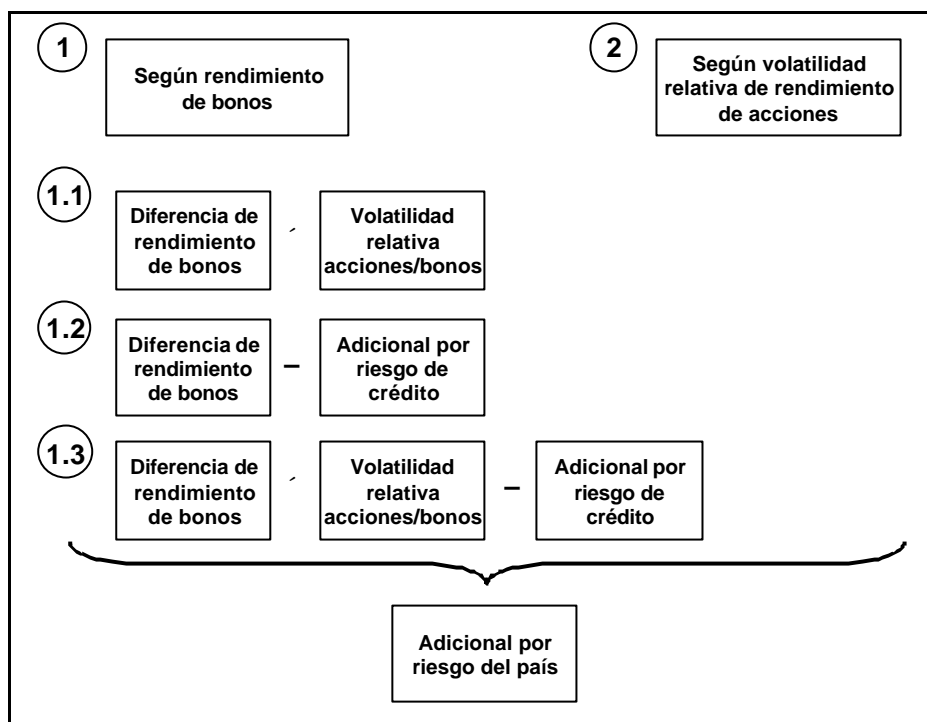 1
Según rendimiento
de bonos
2
Según volatilidad
relativa de rendimiento
de acciones
1.1
Diferencia de
rendimiento
de bonos
´
Volatilidad
relativa
acciones/bonos
1.2
Diferencia de
rendimiento
de bonos
–
Adicional por
riesgo de
crédito
1.3
Diferencia de
rendimiento
de bonos
´
Volatilidad
relativa
acciones/bonos
–
Adicional por
riesgo de
crédito
Adicional por
riesgo del país